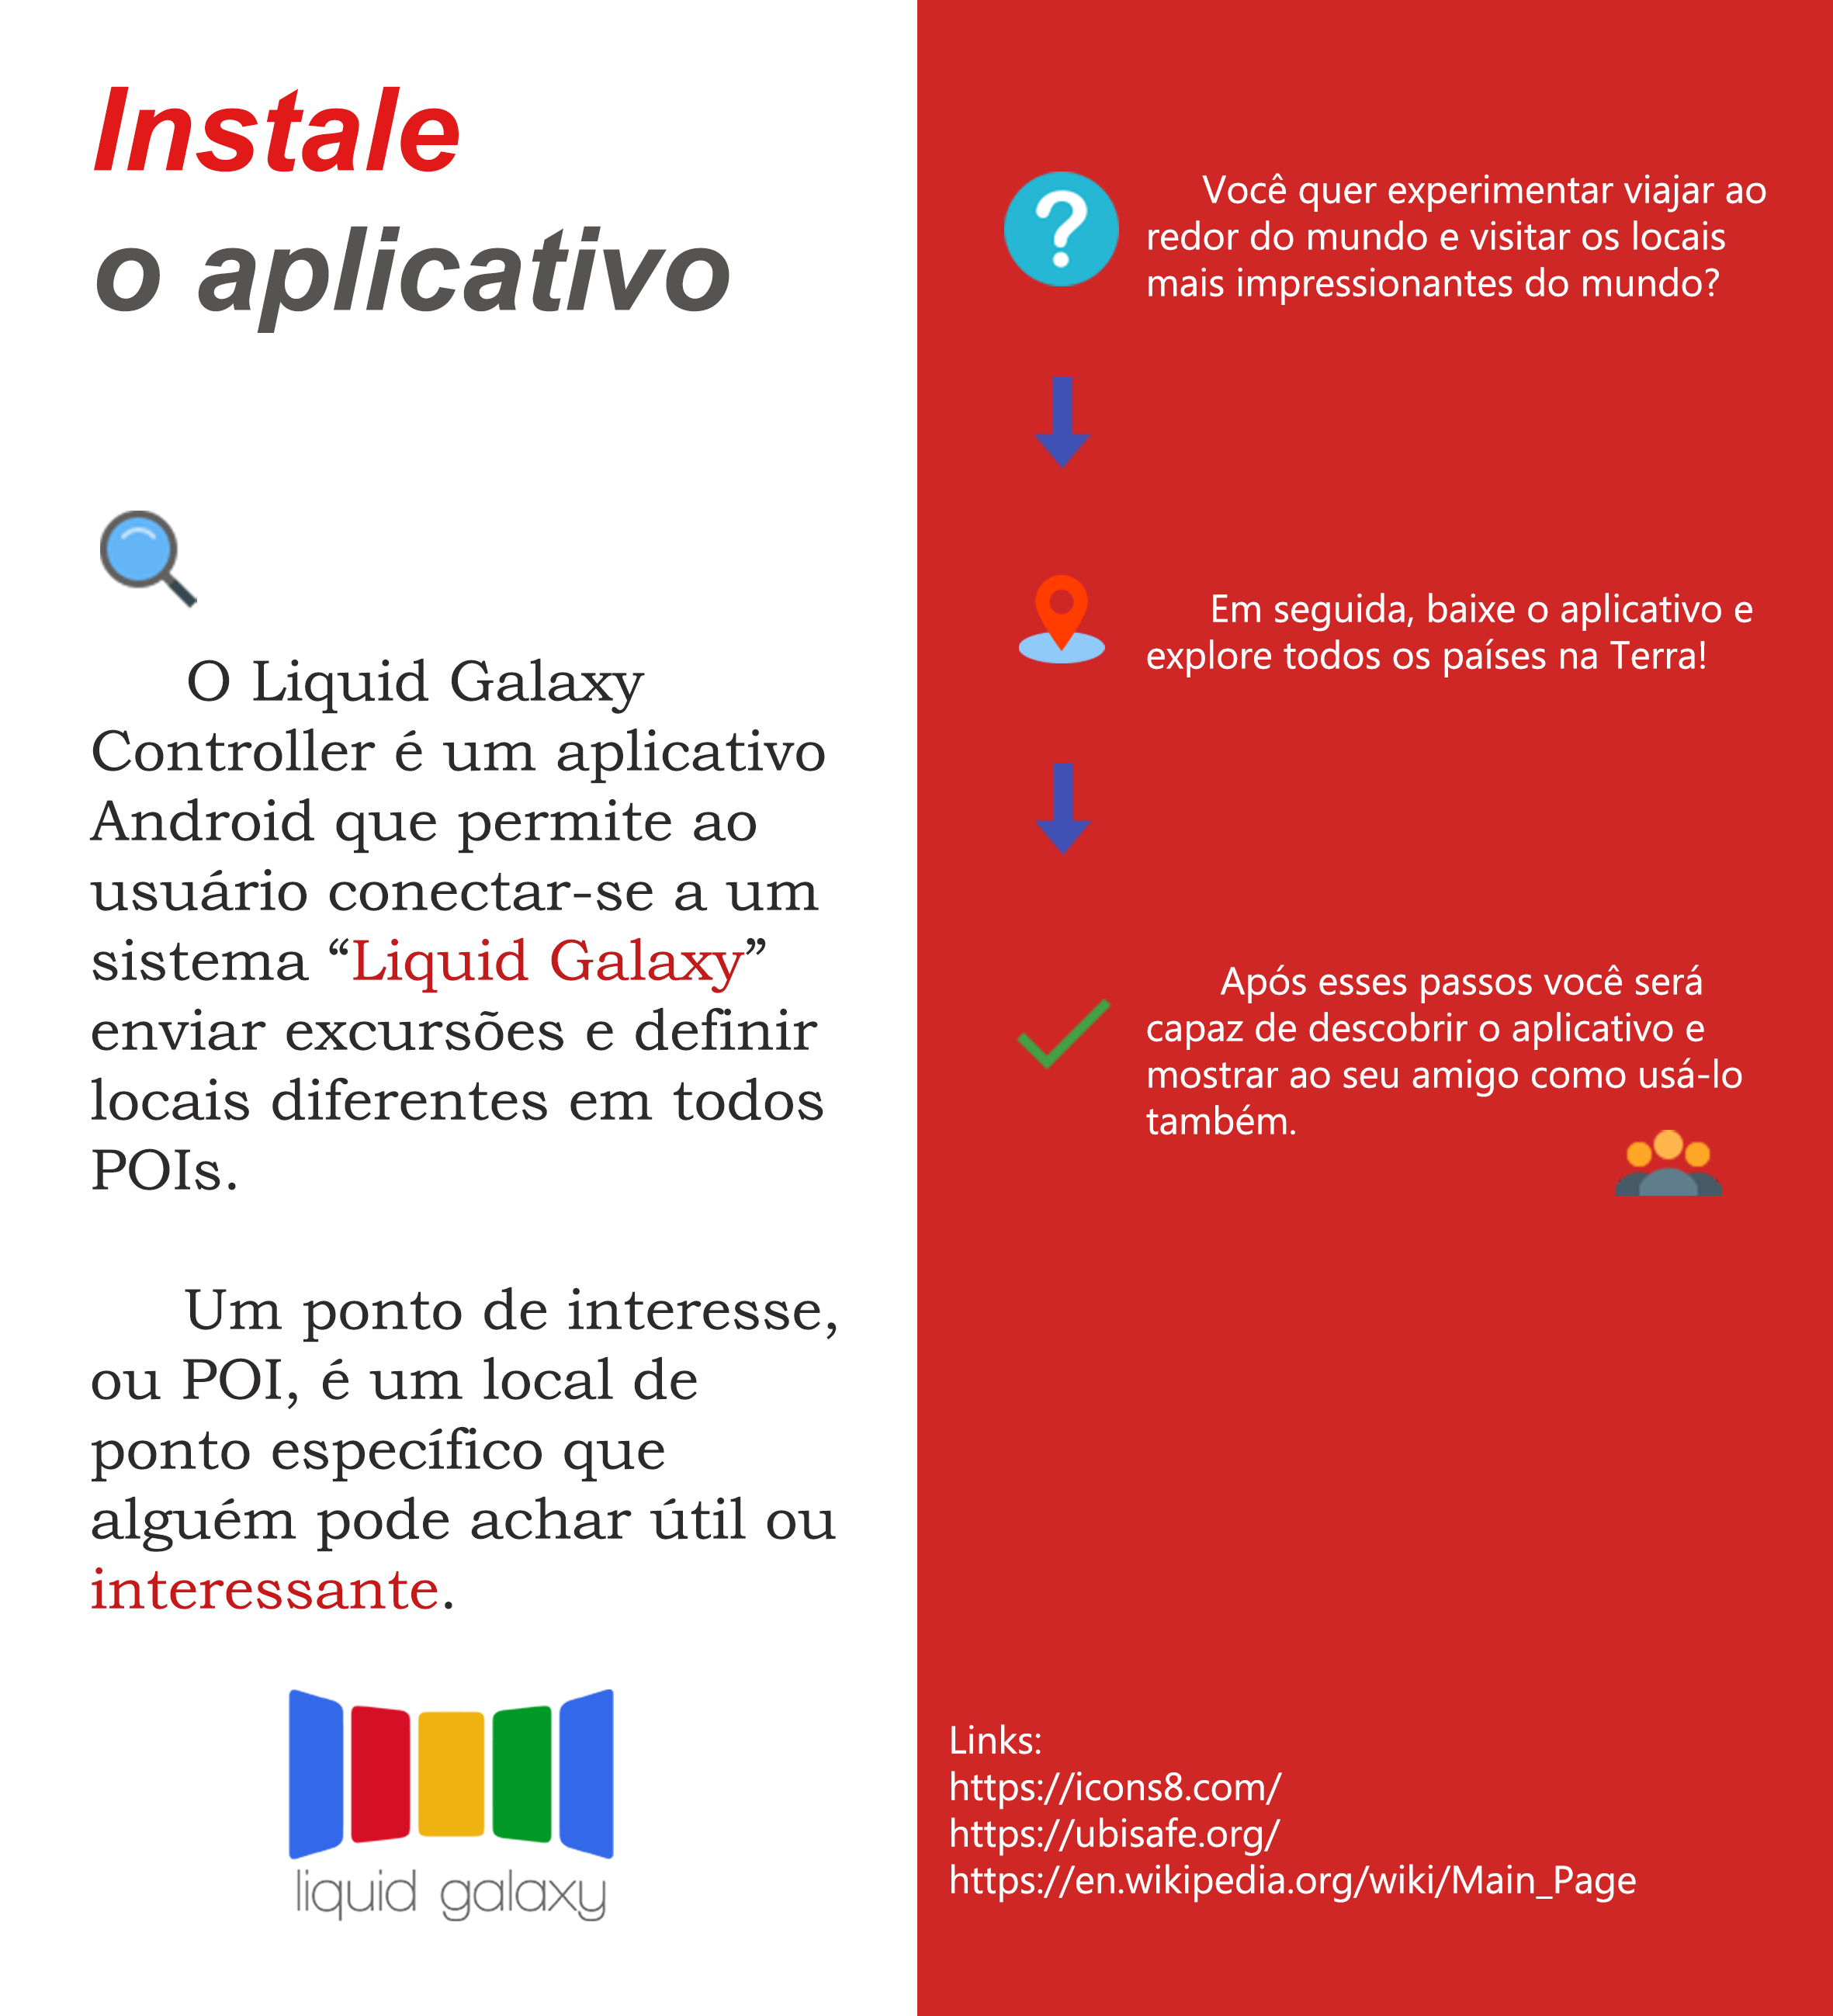 Instale
o aplicativo
O Liquid Galaxy
Controller é um aplicativo
Android que permite ao
usuário conectar-se a um
sistema “Liquid Galaxy”
enviar excursões e definir
locais diferentes em todos
POIs.
Um ponto de interesse,
ou POI, é um local de
ponto específico que
alguém pode achar útil ou
interessante.
liquid galaxy
Você quer experimentar viajar ao
redor do mundo e visitar os locais
mais impressionantes do mundo?
Em seguida, baixe o aplicativo e
explore todos os países na Terra!
Após esses passos você será
capaz de descobrir o aplicativo e
mostrar ao seu amigo como usá-lo
também.
Links:
https://icons8.com/
https://ubisafe.org/
https://en.wikipedia.org/wiki/Main_Page